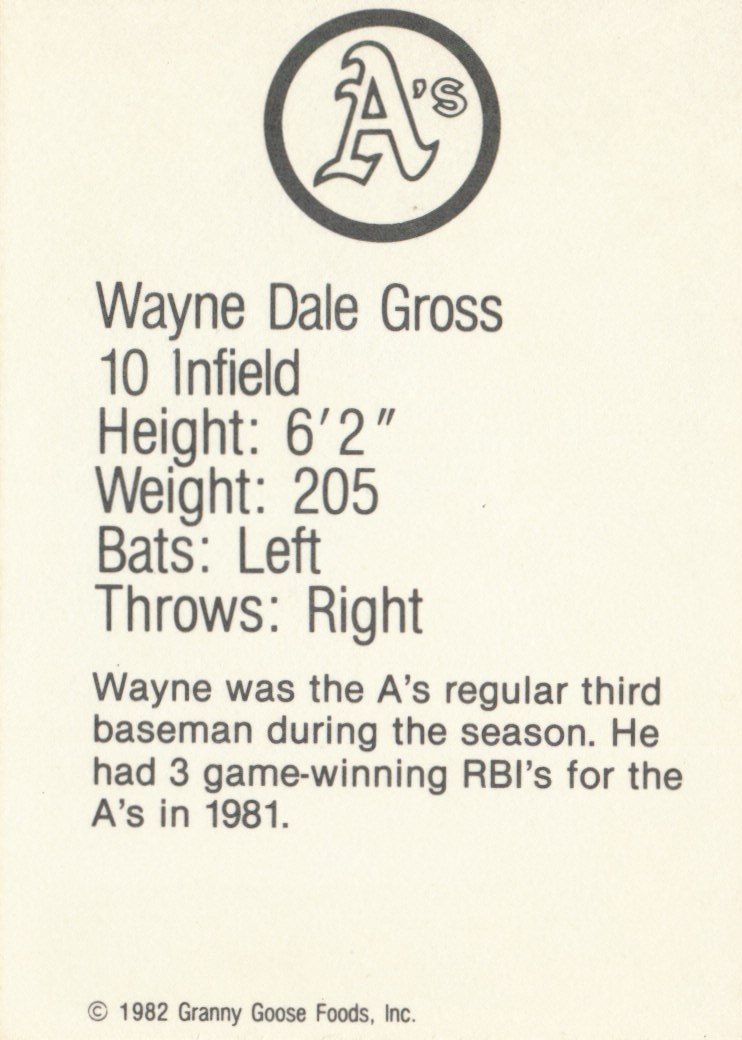 A's
Wayne Dale Gross
10 Infield
Height: 6'2"
Weight: 205
Bats: Left
Throws: Right
Wayne was the A's regular third
baseman during the season. He
had 3 game-winning RBI's for the
A's in 1981.
© 1982 Granny Goose Foods, Inc.